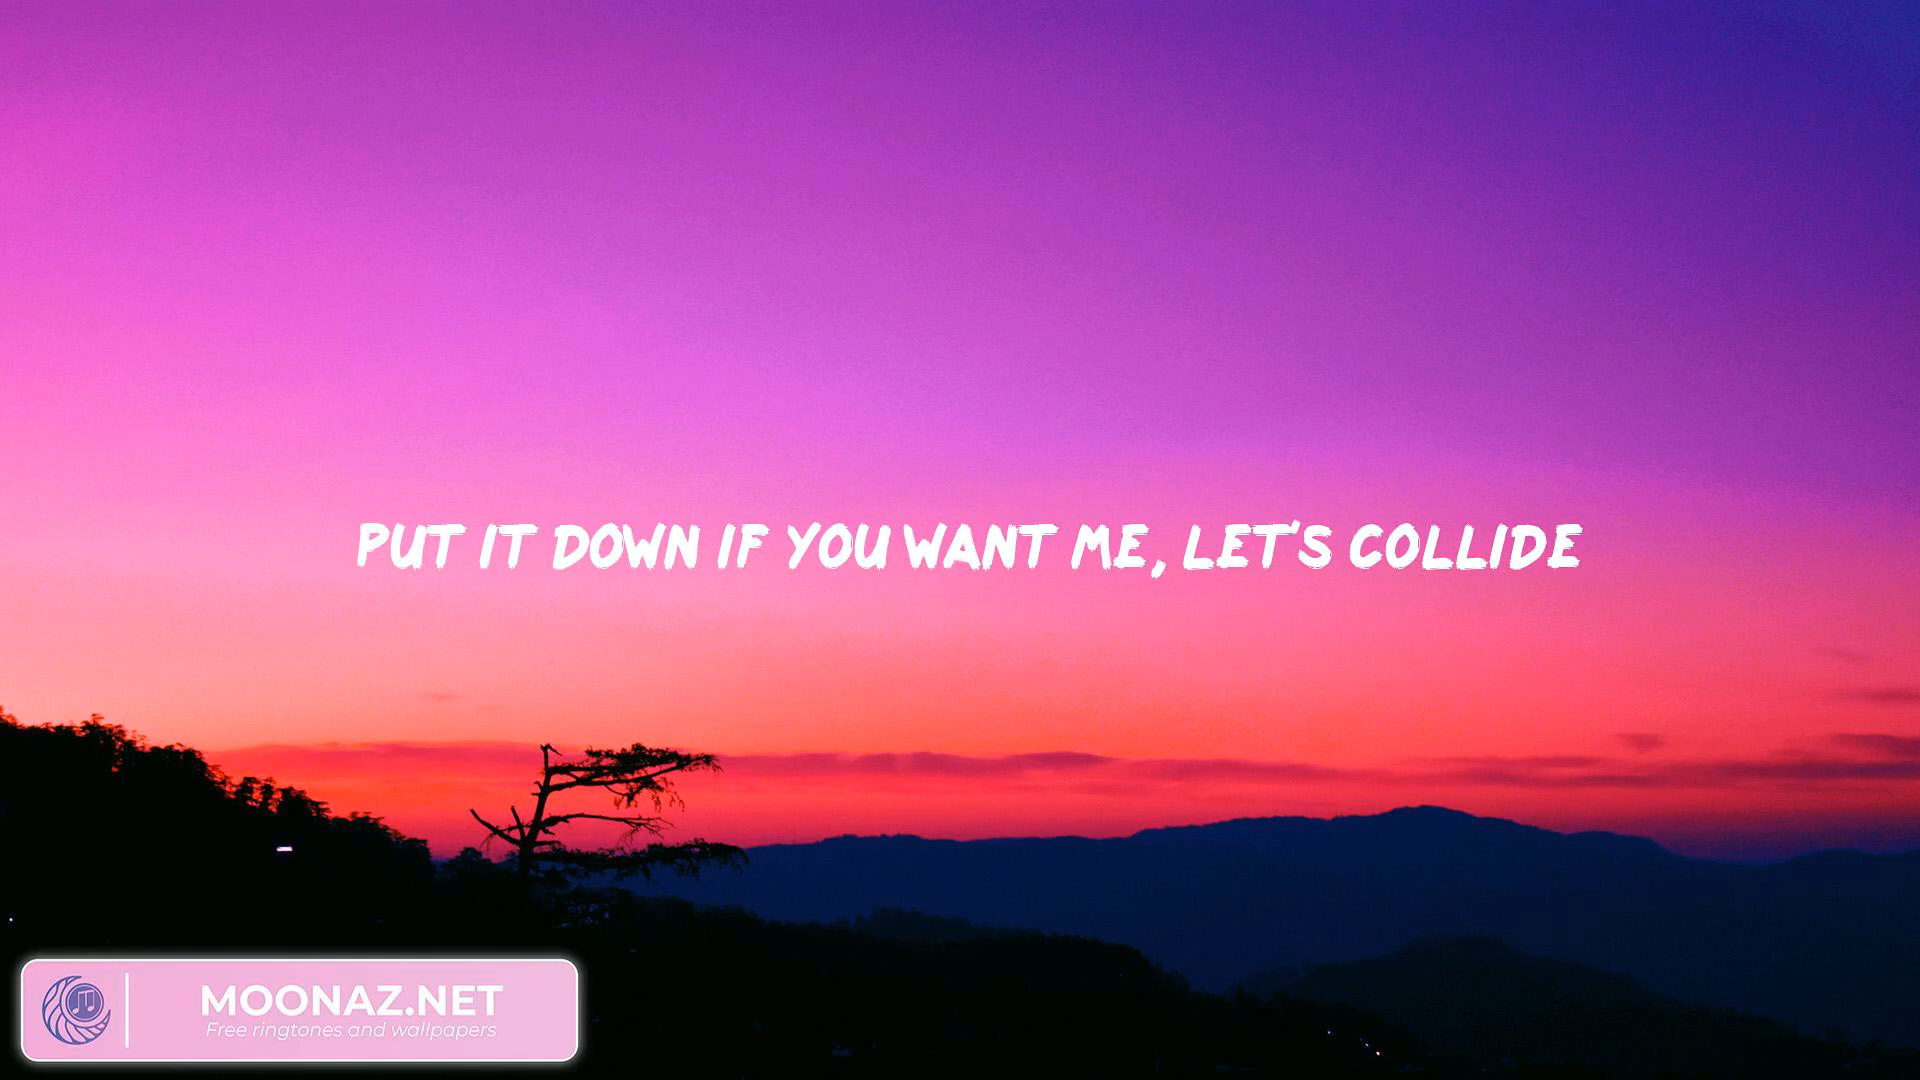 PUT IT DOWN IF YOU WANT ME, LET'S COLLIDE
MOONAZ.NET
Free ringtones and wallpapers